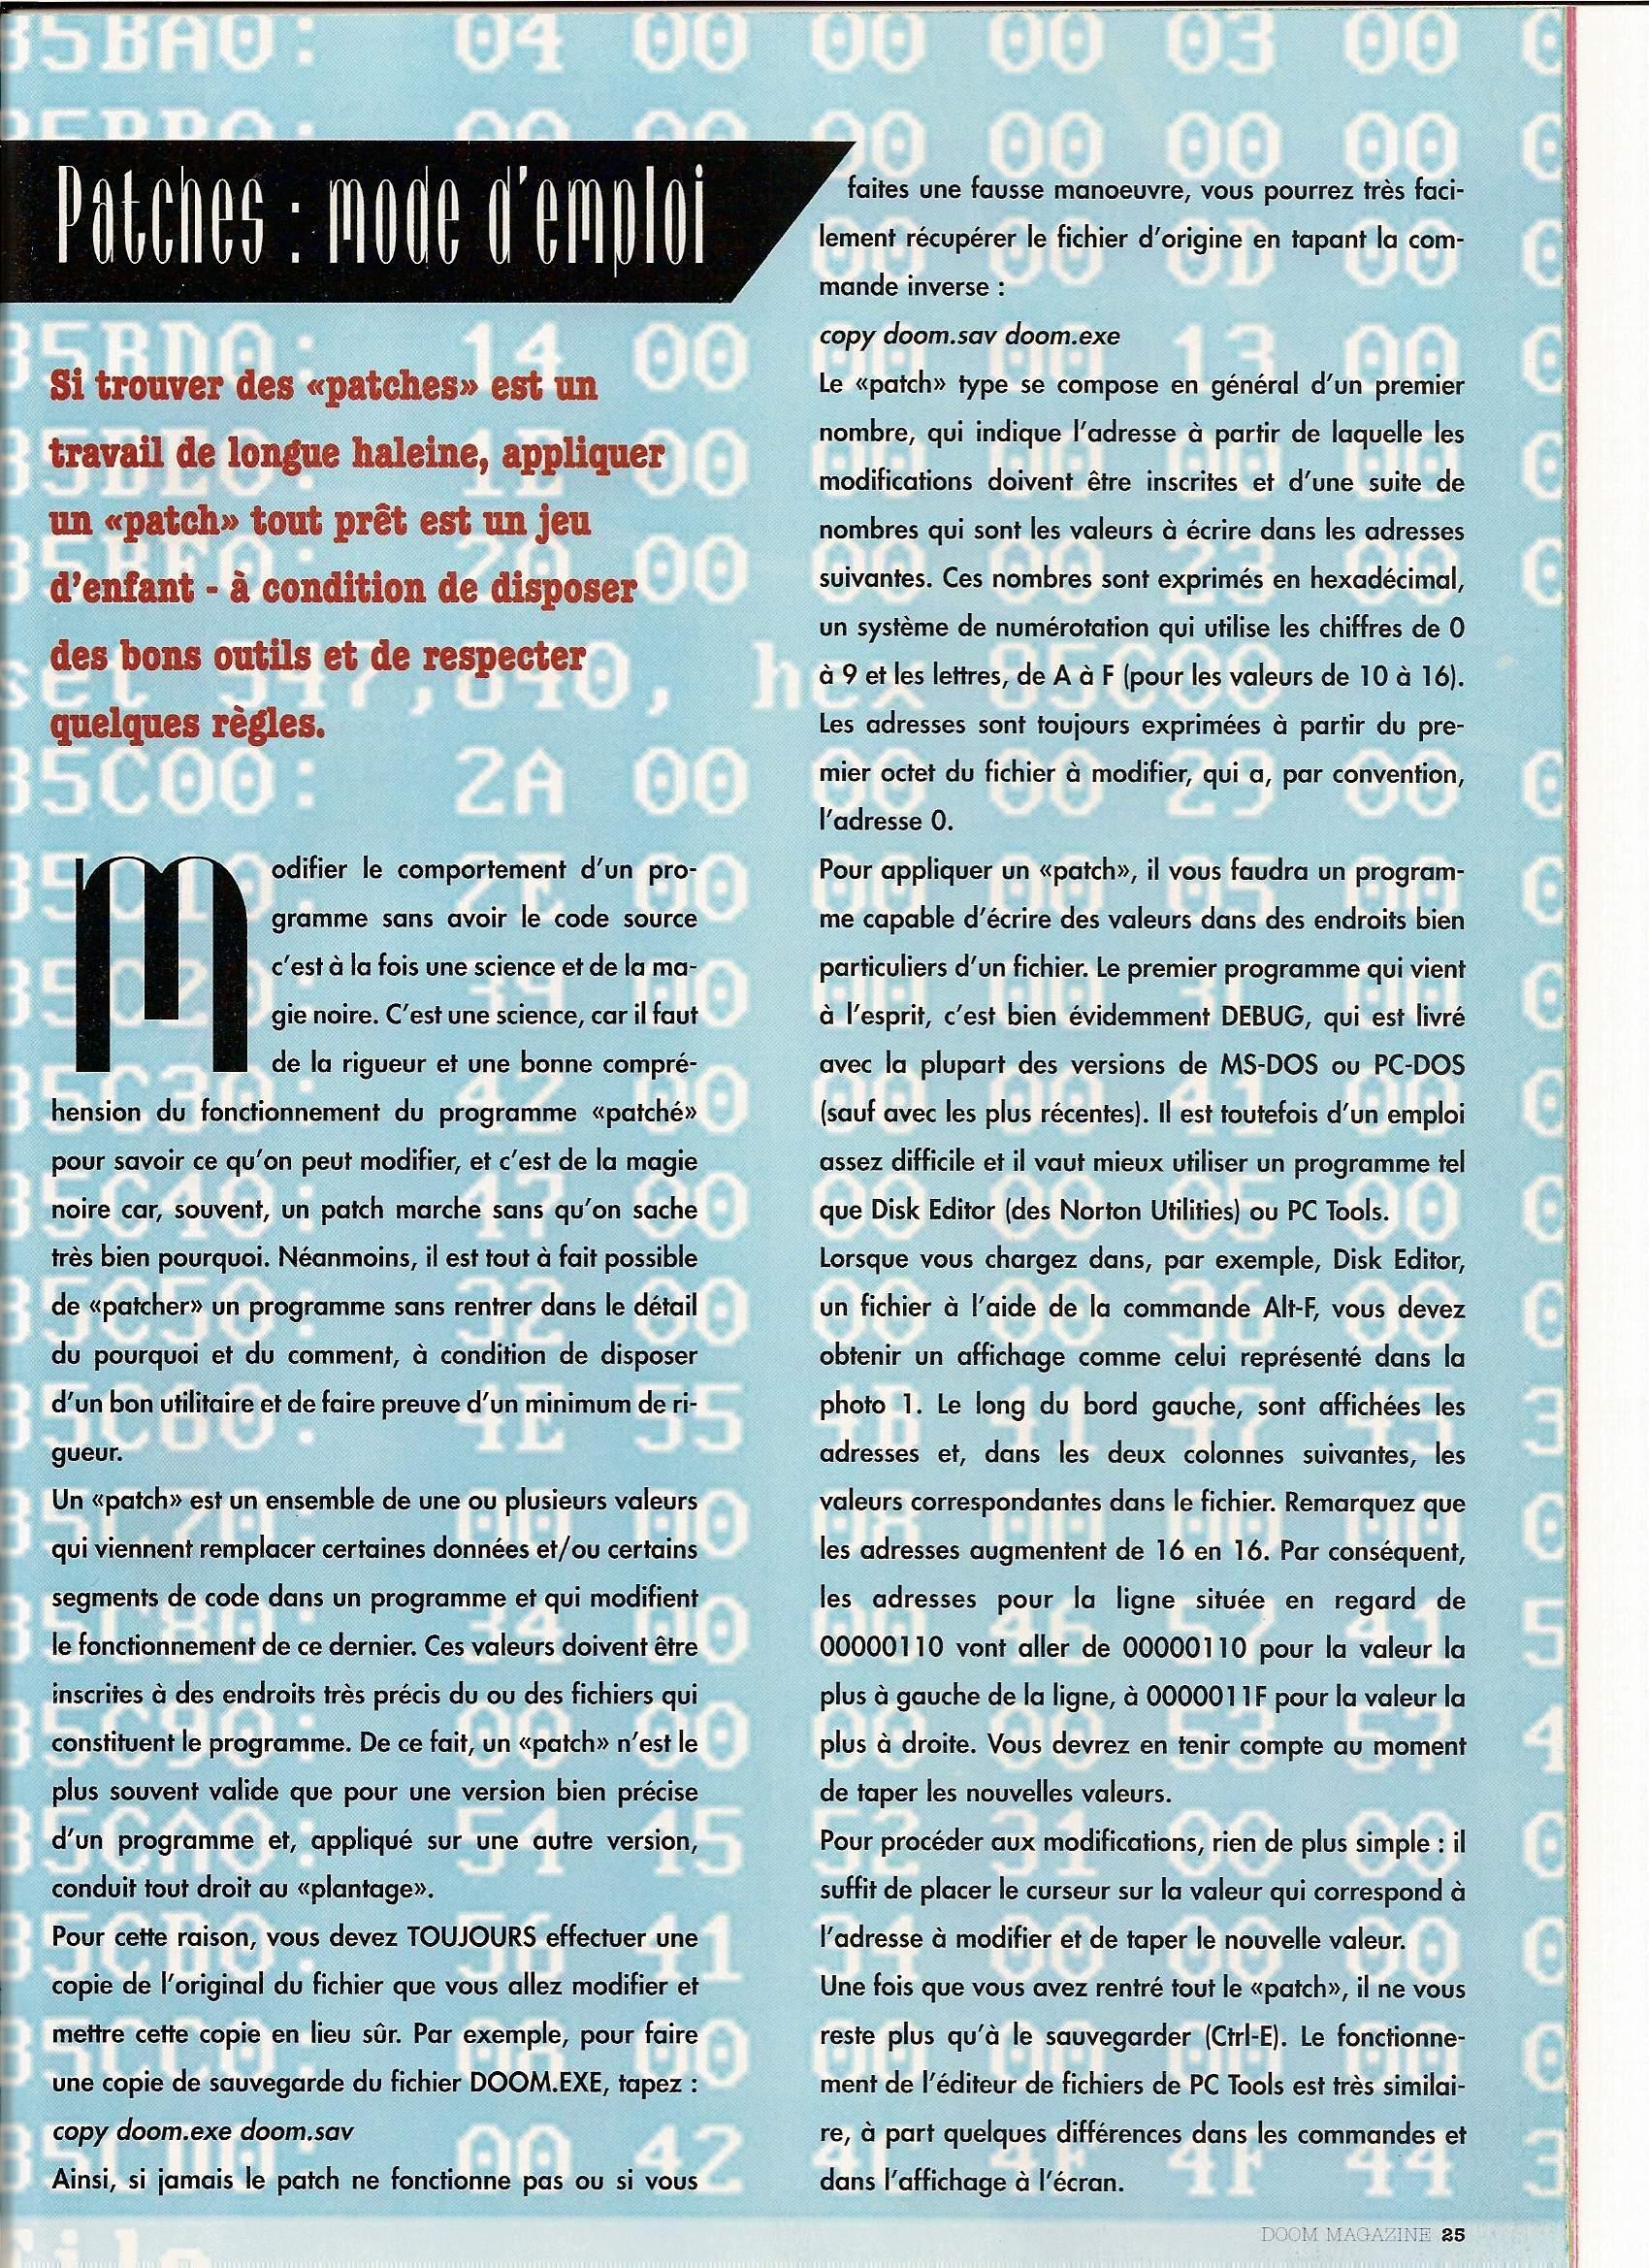 Patches : mode d'emploi
Si trouver des «patches» est un
travail de longue haleine, appliquer
un «patch» tout prêt est un jeu
d'enfant - à condition de disposer
des bons outils et de respecter
quelques règles.
Modifier le comportement d'un pro-
gramme sans avoir le code source
c'est à la fois une science et de la ma-
gie noire. C'est une science, car il faut
de la rigueur et une bonne compré-
hension du fonctionnement du programme «patché»
pour savoir ce qu'on peut modifier, et c'est de la magie
noire car, souvent, un patch marche sans qu'on sache
très bien pourquoi. Néanmoins, il est tout à fait possible
de «patcher» un programme sans rentrer dans le détail
du pourquoi et du comment, à condition de disposer
d'un bon utilitaire et de faire preuve d'un minimum de ri-
gueur.
Un «patch» est un ensemble de une ou plusieurs valeurs
qui viennent remplacer certaines données et/ou certains
segments de code dans un programme et qui modifient
le fonctionnement de ce dernier. Ces valeurs doivent être
inscrites à des endroits très précis du ou des fichiers qui
constituent le programme. De ce fait, un «patch» n'est le
plus souvent valide que pour une version bien précise
d'un programme et, appliqué sur une autre version,
conduit tout droit au «plantage».
Pour cette raison, vous devez TOUJOURS effectuer une
copie de l'original du fichier que vous allez modifier et
mettre cette copie en lieu sûr. Par exemple, pour faire
une copie de sauvegarde du fichier DOOM.EXE, tapez :
copy doom.exe doom.sav
Ainsi, si jamais le patch ne fonctionne pas ou si vous
faites une fausse manoeuvre, vous pourrez très faci-
lement récupérer le fichier d'origine en tapant la com-
mande inverse :
copy doom.sav doom.exe
Le «patch» type se compose en général d'un premier
nombre, qui indique l'adresse à partir de laquelle les
modifications doivent être inscrites et d'une suite de
nombres qui sont les valeurs à écrire dans les adresses
suivantes. Ces nombres sont exprimés en hexadécimal,
un système de numérotation qui utilise les chiffres de 0
à 9 et les lettres, de A à F (pour les valeurs de 10 à 16).
Les adresses sont toujours exprimées à partir du pre-
mier octet du fichier à modifier, qui a, par convention,
l'adresse 0.
Pour appliquer un «patch», il vous faudra un program-
me capable d'écrire des valeurs dans des endroits bien
particuliers d'un fichier. Le premier programme qui vient
à l'esprit, c'est bien évidemment DEBUG, qui est livré
avec la plupart des versions de MS-DOS ou PC-DOS
(sauf avec les plus récentes). Il est toutefois d'un emploi
assez difficile et il vaut mieux utiliser un programme tel
que Disk Editor (des Norton Utilities) ou PC Tools.
Lorsque vous chargez dans, par exemple, Disk Editor,
un fichier à l'aide de la commande Alt-F, vous devez
obtenir un affichage comme celui représenté dans la
photo 1. Le long du bord gauche, sont affichées les
adresses et, dans les deux colonnes suivantes, les
valeurs correspondantes dans le fichier. Remarquez que
les adresses augmentent de 16 en 16. Par conséquent,
les adresses pour la ligne située en regard de
00000110 vont aller de 00000110 pour la valeur la
plus à gauche de la ligne, à 0000011F pour la valeur la
plus à droite. Vous devrez en tenir compte au moment
de taper les nouvelles valeurs.
Pour procéder aux modifications, rien de plus simple : il
suffit de placer le curseur sur la valeur qui correspond à
l'adresse à modifier et de taper le nouvelle valeur.
Une fois que vous avez rentré tout le «patch», il ne vous
reste plus qu'à le sauvegarder (Ctrl-E). Le fonctionne-
ment de l'éditeur de fichiers de PC Tools est très similai-
re, à part quelques différences dans les commandes et
dans l'affichage à l'écran.
DOOM MAGAZINE 25